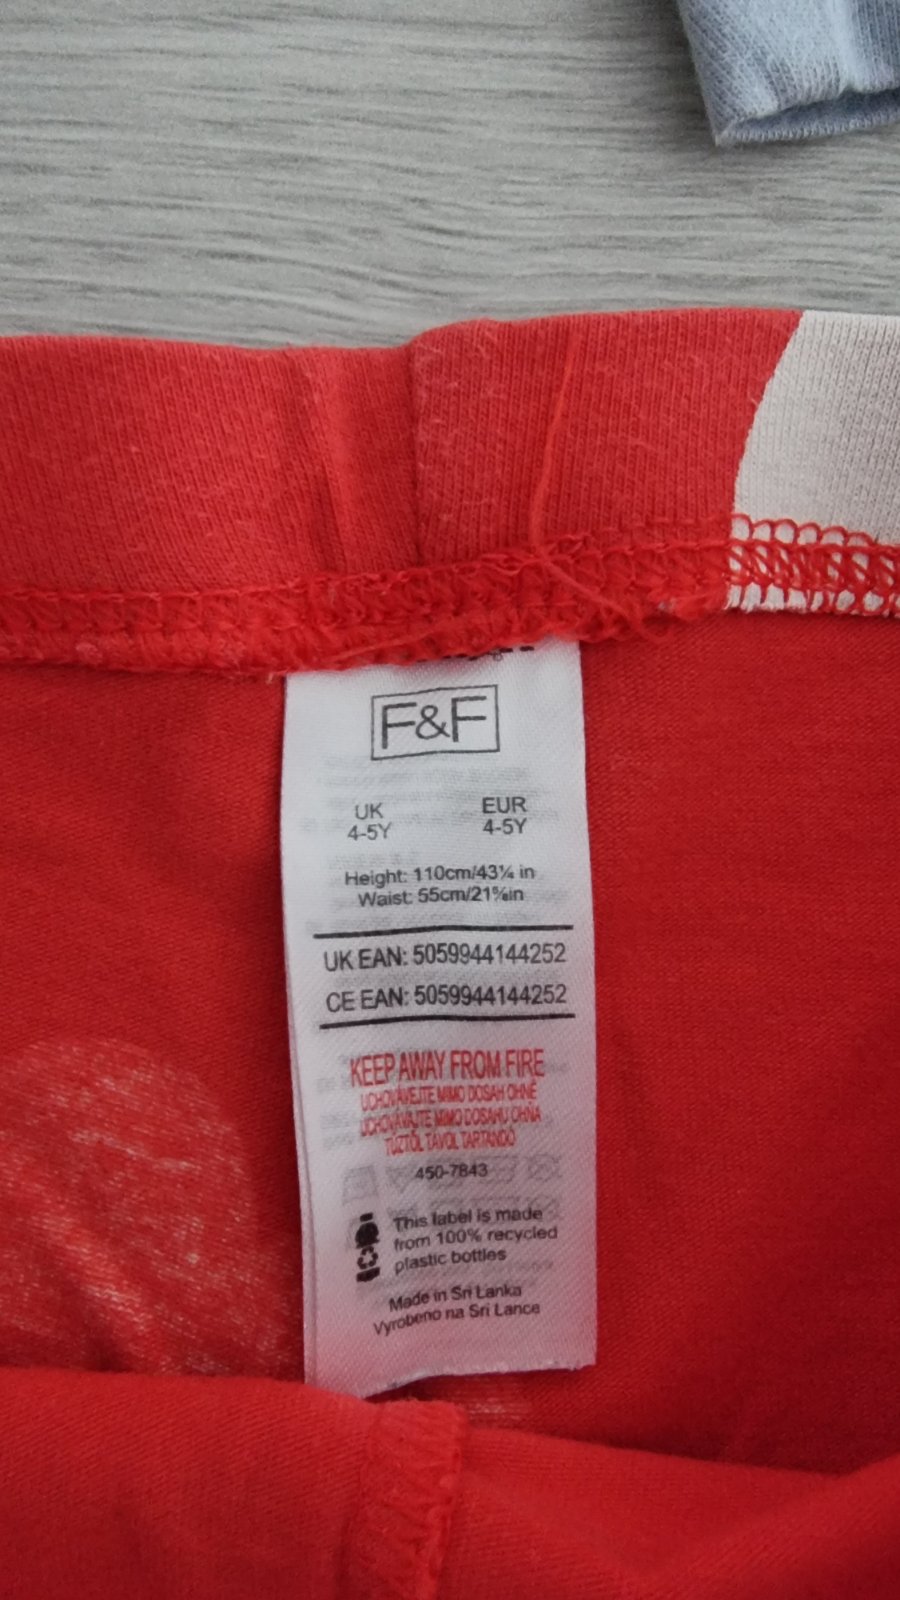 F&F
UK EUR
4-5Y 4-5Y
Height: 110cm/43¼ in
Waist: 55cm/21⅝in
UK EAN: 5059944144252
CE EAN: 5059944144252
KEEP AWAY FROM FIRE
UCHOVÁVEJTE MIMO DOSAH OHNĚ
UCHOVÁVAJTE MIMO DOSAHU OHŇA
TŰZTŐL TÁVOL TARTANDÓ
450-7843
This label is made
from 100% recycled
plastic bottles
Made in Sri Lanka
Vyrobeno na Srí Lance